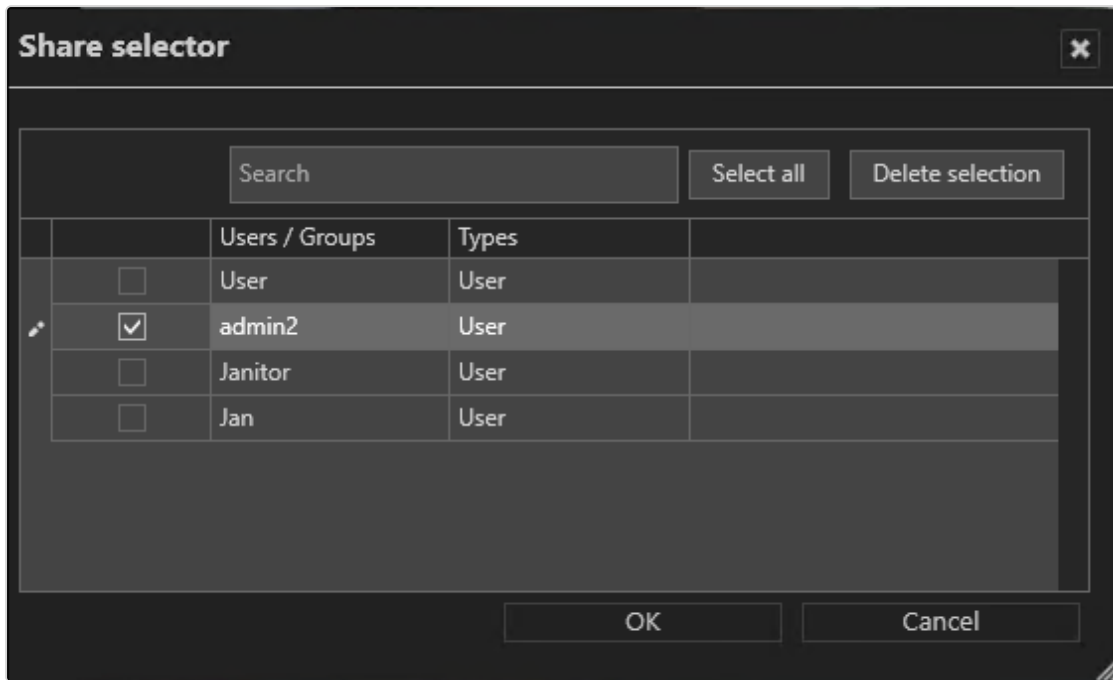 Share selector
Search Select all Delete selection
Users / Groups Types
User User
admin2 User
Janitor User
Jan User
OK Cancel